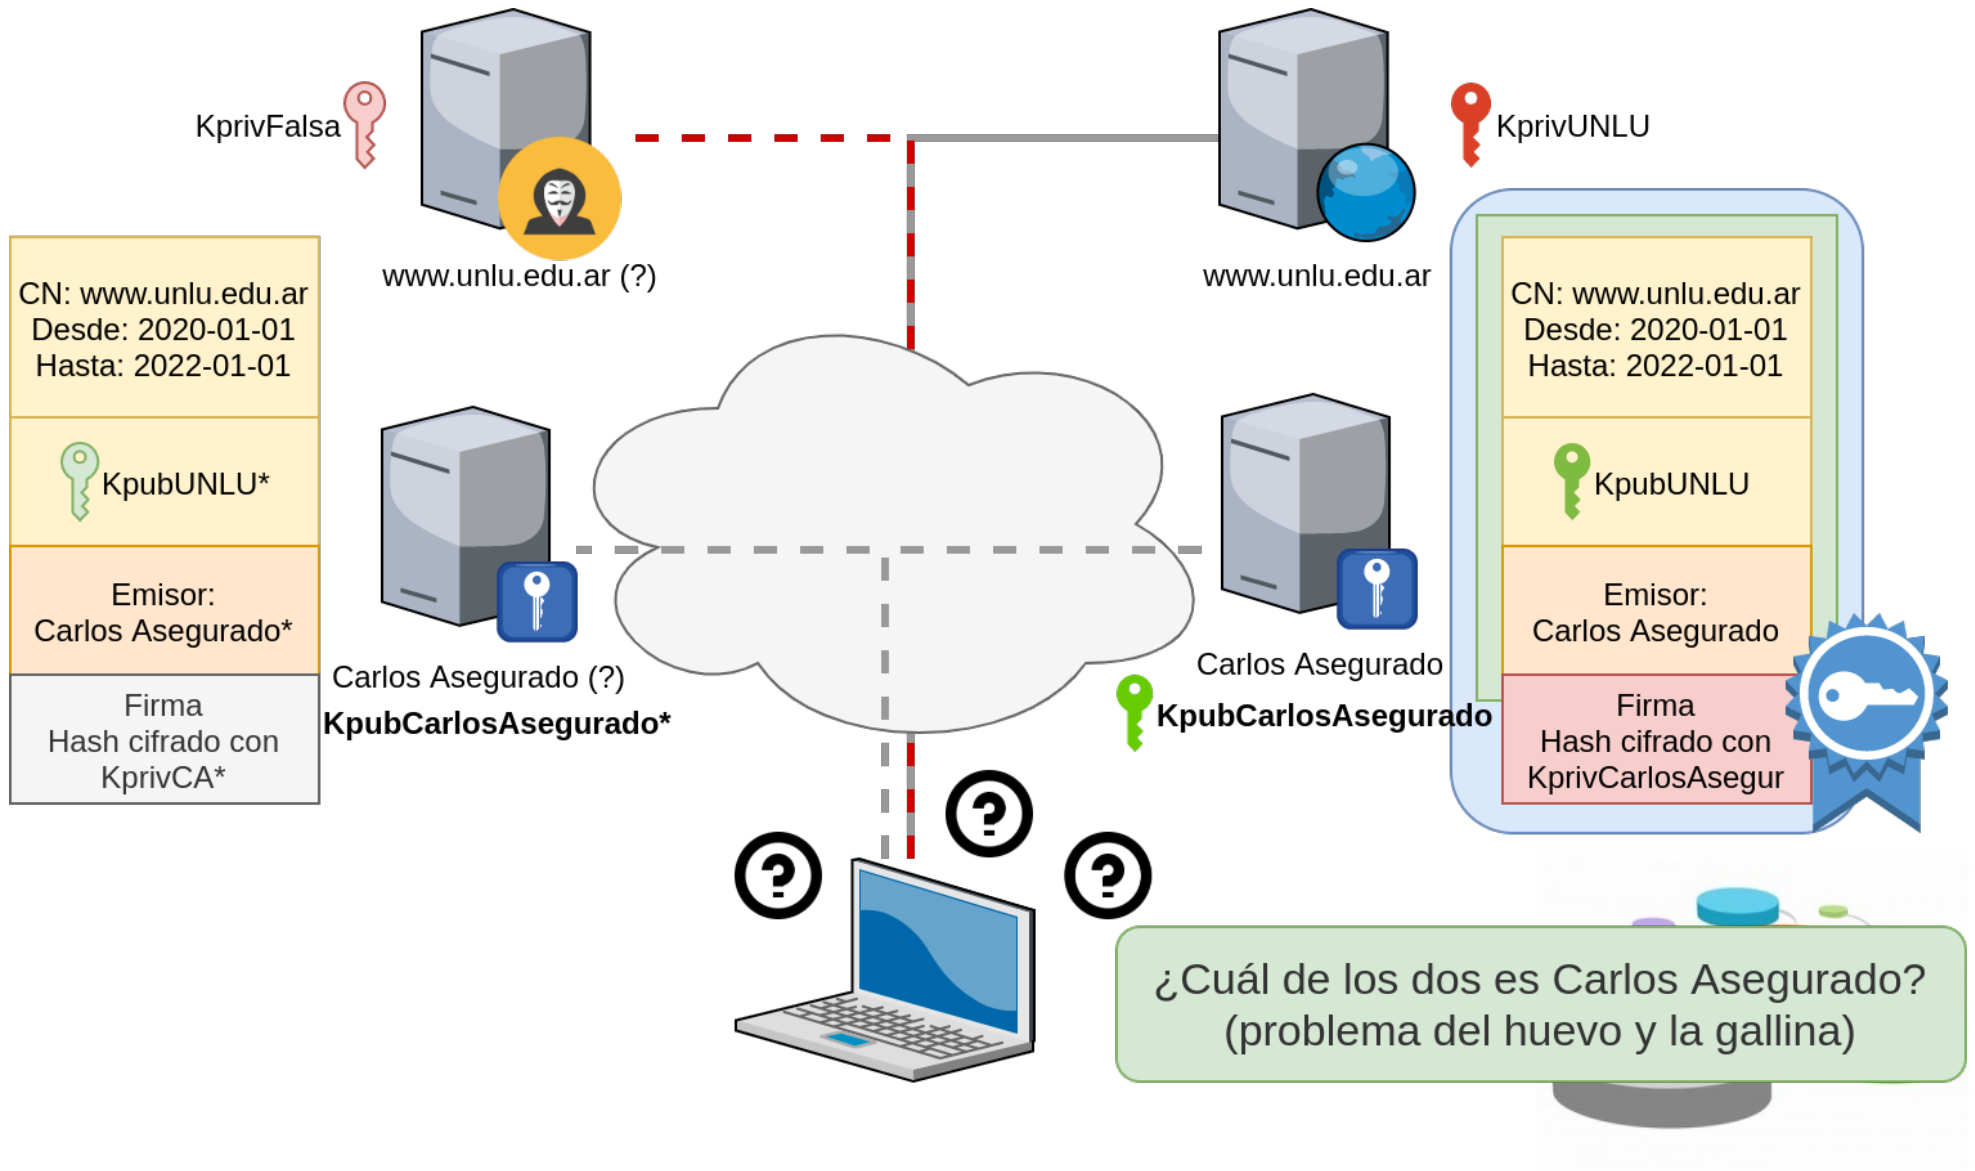 KprivFalsa
KprivUNLU
www.unlu.edu.ar (?)
www.unlu.edu.ar
CN: www.unlu.edu.ar
Desde: 2020-01-01
Hasta: 2022-01-01
KpubUNLU*
Emisor:
Carlos Asegurado*
Firma
Hash cifrado con
KprivCA*
Carlos Asegurado (?)
KpubCarlosAsegurado*
Carlos Asegurado
KpubCarlosAsegurado
CN: www.unlu.edu.ar
Desde: 2020-01-01
Hasta: 2022-01-01
KpubUNLU
Emisor:
Carlos Asegurado
Firma
Hash cifrado con
KprivCarlosAsegur
?
?
?
¿Cuál de los dos es Carlos Asegurado?
(problema del huevo y la gallina)